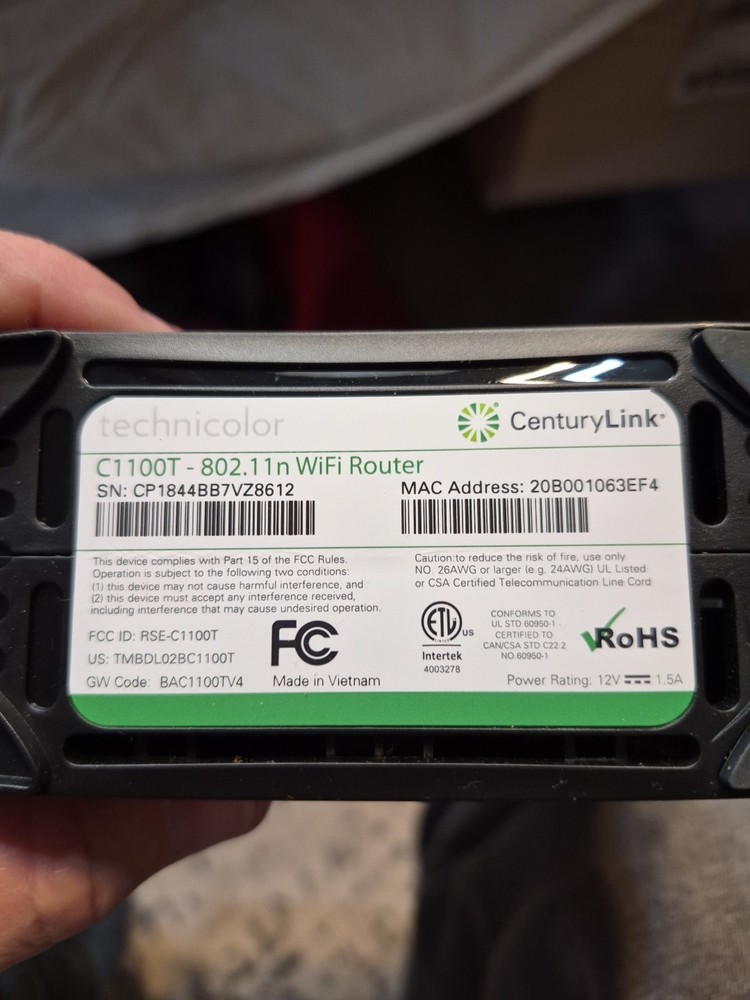 technicolor
CenturyLink®
C1100T - 802.11n WiFi Router
SN: CP1844BB7VZ8612
MAC Address: 20B001063EF4
This device complies with Part 15 of the FCC Rules.
Operation is subject to the following two conditions:
(1) this device may not cause harmful interference, and
(2) this device must accept any interference received,
including interference that may cause undesired operation.
Caution:to reduce the risk of fire, use only
NO. 26AWG or larger (e.g. 24AWG) UL Listed
or CSA Certified Telecommunication Line Cord
FCC ID: RSE-C1100T
US: TMBDL02BC1100T
GW Code: BAC1100TV4
FC
Made in Vietnam
ETL
US
Intertek
4003278
CONFORMS TO
UL STD 60950-1
CERTIFIED TO
CAN/CSA STD C22.2
NO.60950-1
RoHS
Power Rating: 12V 1.5A